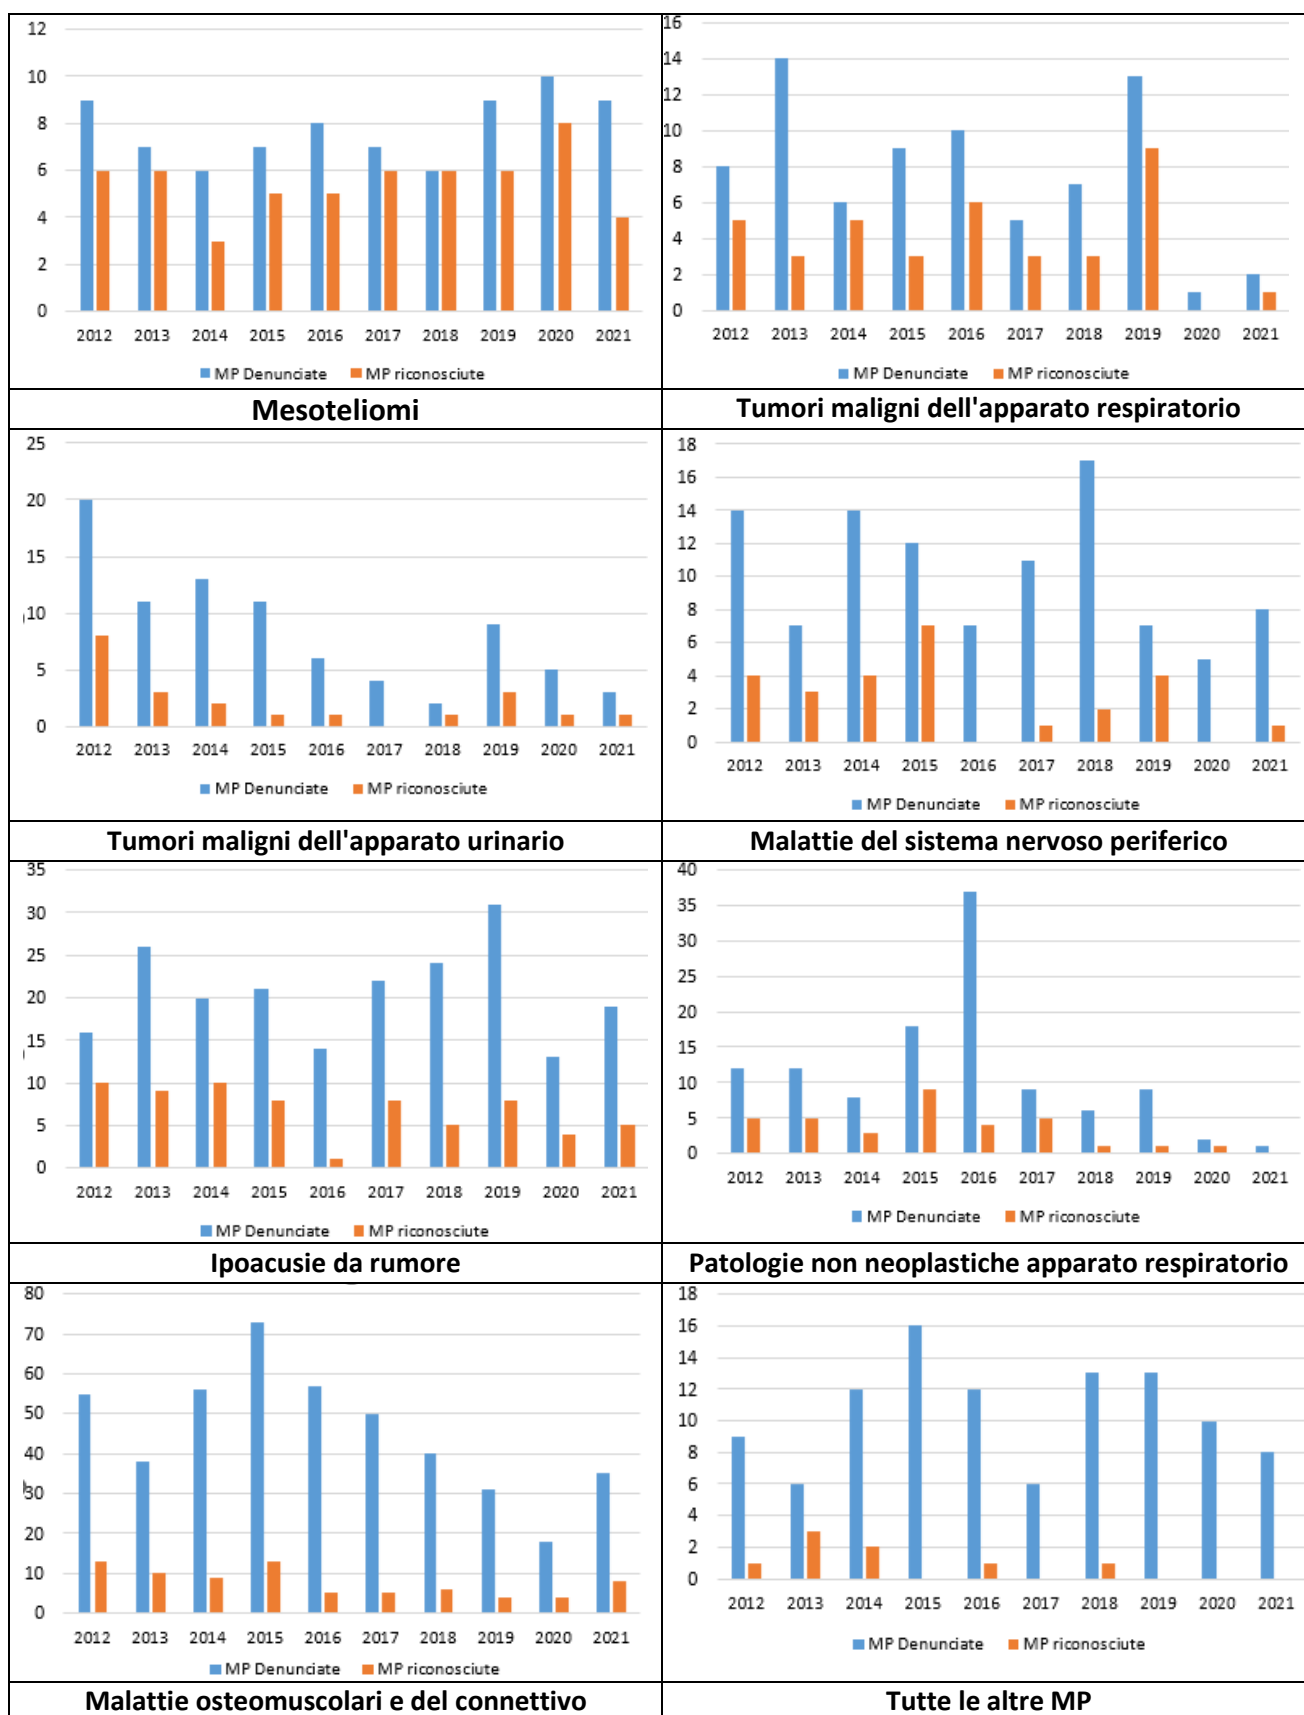 12
10
8
6
4
2
0
2012 2013 2014 2015 2016 2017 2018 2019 2020 2021
MP Denunciate MP riconosciute
Mesoteliomi
16
14
12
10
8
6
4
2
0
2012 2013 2014 2015 2016 2017 2018 2019 2020 2021
MP Denunciate MP riconosciute
Tumori maligni dell'apparato respiratorio
25
20
15
10
5
0
2012 2013 2014 2015 2016 2017 2018 2019 2020 2021
MP Denunciate MP riconosciute
Tumori maligni dell'apparato urinario
18
16
14
12
10
8
6
4
2
0
2012 2013 2014 2015 2016 2017 2018 2019 2020 2021
MP Denunciate MP riconosciute
Malattie del sistema nervoso periferico
35
30
25
20
15
10
5
0
2012 2013 2014 2015 2016 2017 2018 2019 2020 2021
MP Denunciate MP riconosciute
Ipoacusie da rumore
40
35
30
25
20
15
10
5
0
2012 2013 2014 2015 2016 2017 2018 2019 2020 2021
MP Denunciate MP riconosciute
Patologie non neoplastiche apparato respiratorio
80
70
60
50
40
30
20
10
0
2012 2013 2014 2015 2016 2017 2018 2019 2020 2021
MP Denunciate MP riconosciute
Malattie osteomuscolari e del connettivo
18
16
14
12
10
8
6
4
2
0
2012 2013 2014 2015 2016 2017 2018 2019 2020 2021
MP Denunciate MP riconosciute
Tutte le altre MP